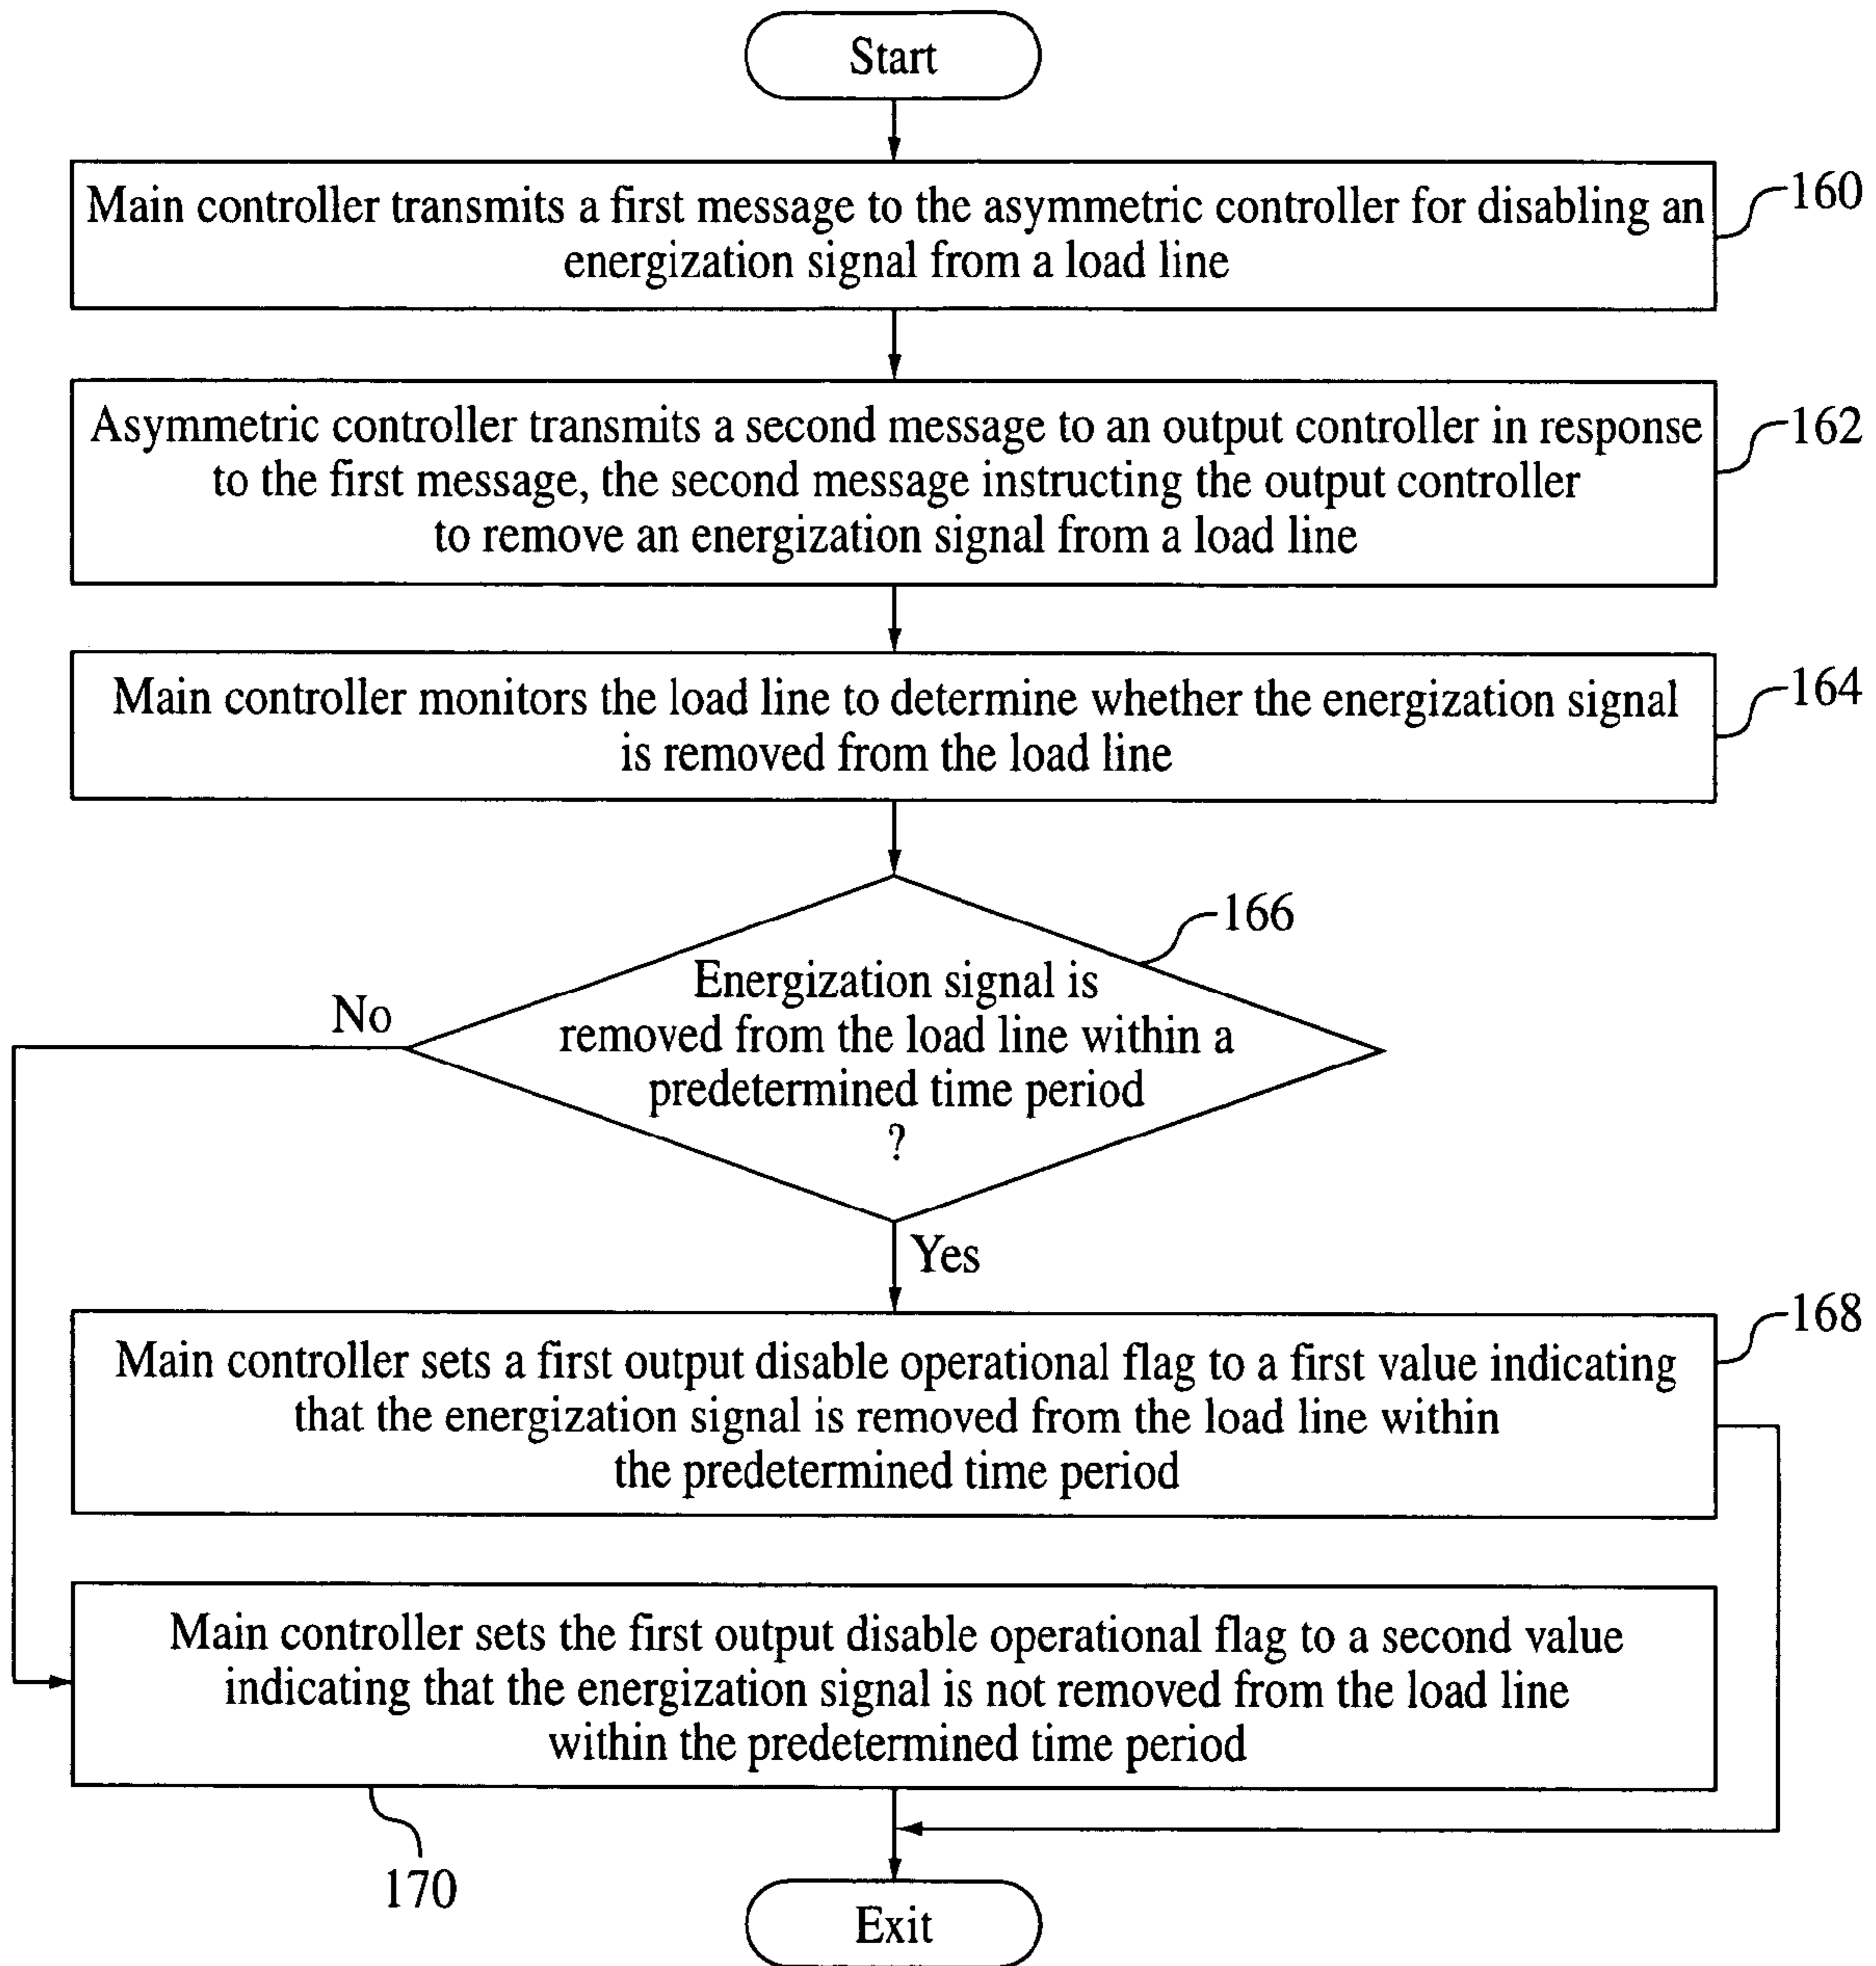 Start
Main controller transmits a first message to the asymmetric controller for disabling an
energization signal from a load line
160
Asymmetric controller transmits a second message to an output controller in response
to the first message, the second message instructing the output controller
to remove an energization signal from a load line
162
Main controller monitors the load line to determine whether the energization signal
is removed from the load line
164
166
Energization signal is
removed from the load line within a
predetermined time period
?
No
Yes
168
Main controller sets a first output disable operational flag to a first value indicating
that the energization signal is removed from the load line within
the predetermined time period
Main controller sets the first output disable operational flag to a second value
indicating that the energization signal is not removed from the load line
within the predetermined time period
170
Exit